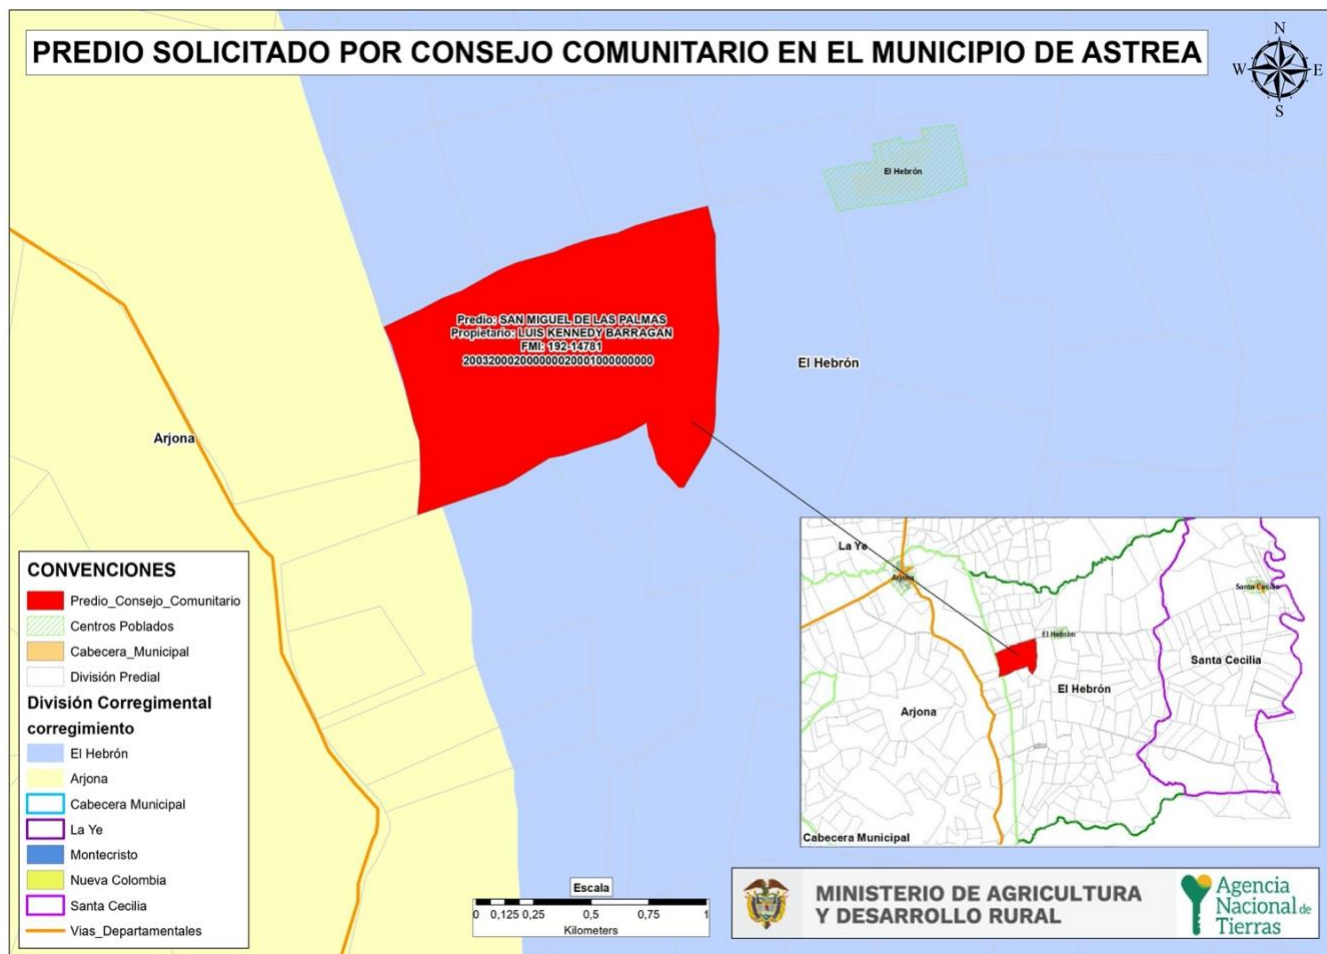 PREDIO SOLICITADO POR CONSEJO COMUNITARIO EN EL MUNICIPIO DE ASTREA
N
W
E
S
El Hebrón
Predio: SAN MIGUEL DE LAS PALMAS
Propietario: LUIS KENNEDY BARRAGAN
FMI: 192-14781
El Hebrón
Arjona
CONVENCIONES
Predio_Consejo_Comunitario
Centros Poblados
Cabecera_Municipal
División Predial
División Corregimental
corregimiento
El Hebrón
Arjona
Cabecera Municipal
La Ye
Montecristo
Nueva Colombia
Santa Cecilia
Vias_Departamentales
La Ye
Arjona
Santa Cecilia
El Hebrón
Santa Cecilia
El Hebrón
Arjona
Cabecera Municipal
Escala
0 0,125 0,25 0,5 0,75 1
Kilometers
MINISTERIO DE AGRICULTURA
Y DESARROLLO RURAL
Agencia
Nacional de
Tierras